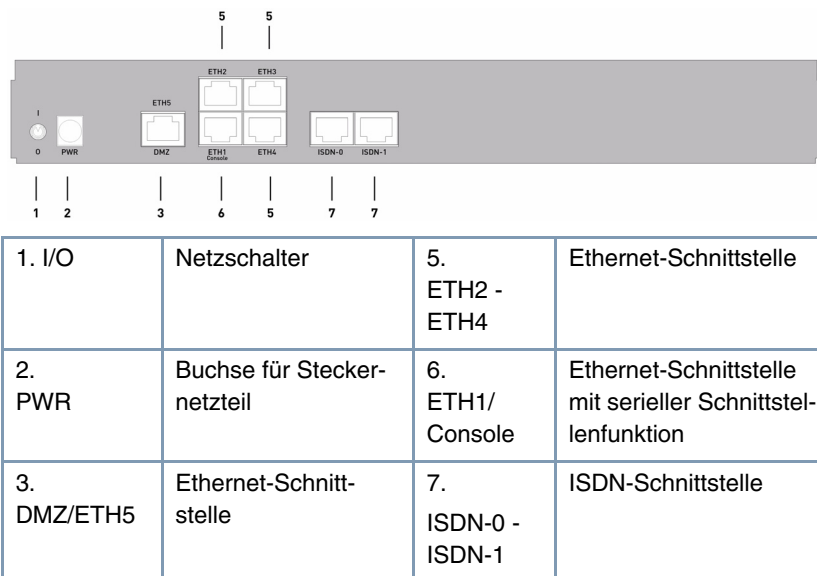 5 5
ETH2 ETH3
ETH5
I
O PWR DMZ ETH1 ETH4 ISDN-0 ISDN-1
Console
1 2 3 6 5 7 7
1. I/O
Netzschalter
5.
ETH2 -
ETH4
Ethernet-Schnittstelle
2.
PWR
Buchse für Stecker-
netzteil
6.
ETH1/
Console
Ethernet-Schnittstelle
mit serieller Schnittstel-
lenfunktion
3.
DMZ/ETH5
Ethernet-Schnitt-
stelle
7.
ISDN-0 -
ISDN-1
ISDN-Schnittstelle